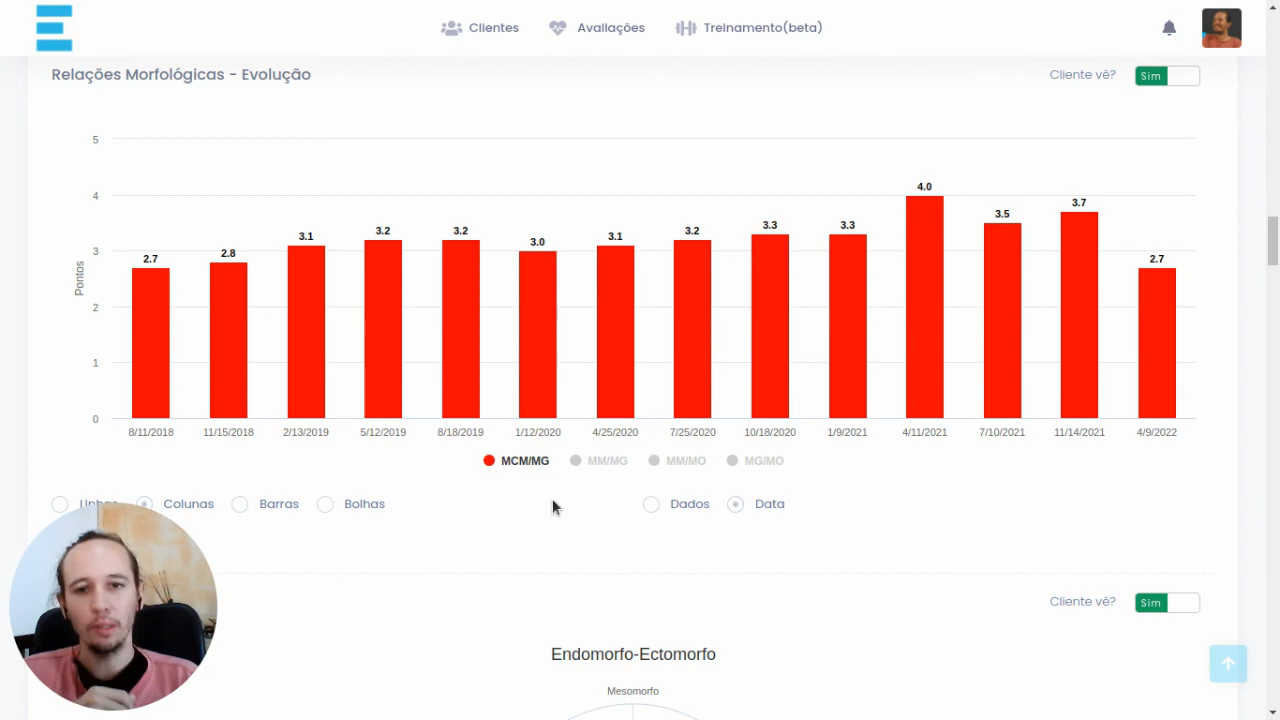 Clientes Avaliações Treinamento(beta)
Relações Morfológicas - Evolução
Cliente vê? Sim
5
4
3
2
1
0
Pontos
2.7 2.8 3.1 3.2 3.2 3.0 3.1 3.2 3.3 3.3 4.0 3.5 3.7 2.7
8/11/2018 11/15/2018 2/13/2019 5/12/2019 8/18/2019 1/12/2020 4/25/2020 7/25/2020 10/18/2020 1/9/2021 4/11/2021 7/10/2021 11/14/2021 4/9/2022
MCM/MG MM/MG MM/MO MG/MO
Colunas Barras Bolhas Dados Data
Cliente vê? Sim
Endomorfo-Ectomorfo
Mesomorfo